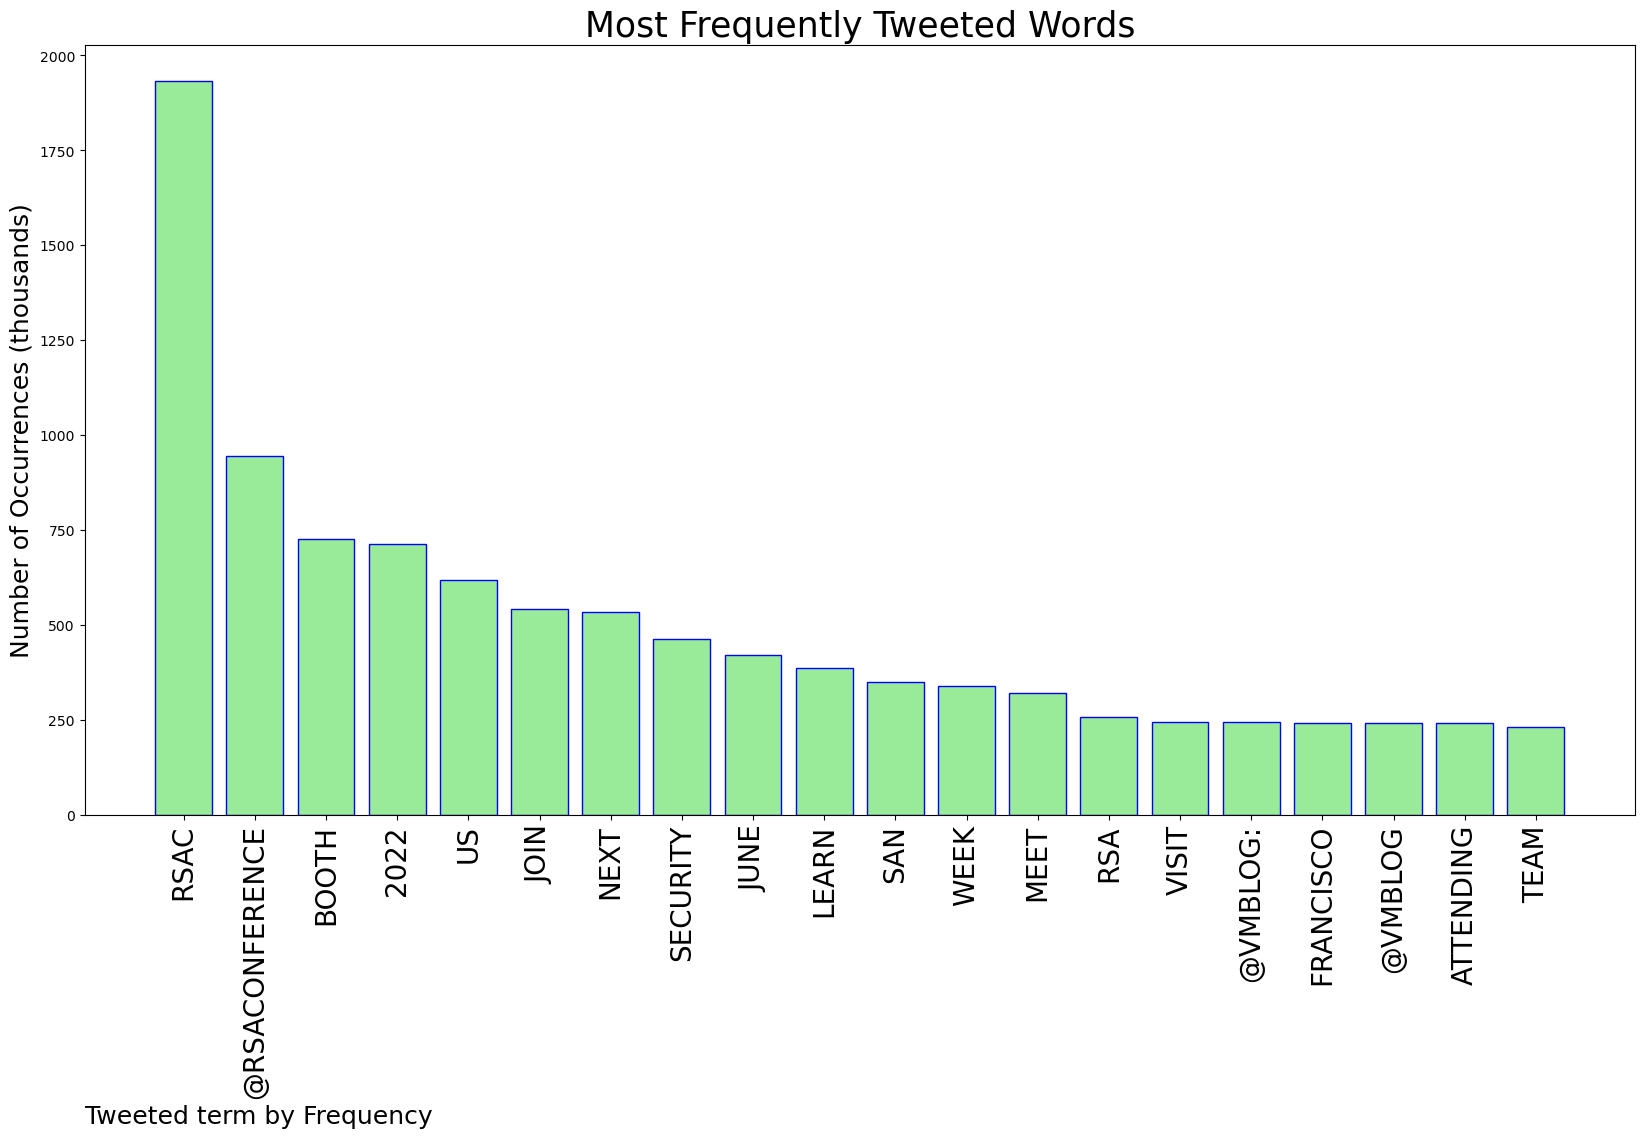 Most Frequently Tweeted Words
Number of Occurrences (thousands)
2000
1750
1500
1250
1000
750
500
250
0
RSAC
@RSACONFERENCE
BOOTH
2022
US
JOIN
NEXT
SECURITY
JUNE
LEARN
SAN
WEEK
MEET
RSA
VISIT
@VMBLOG:
FRANCISCO
@VMBLOG
ATTENDING
TEAM
Tweeted term by Frequency